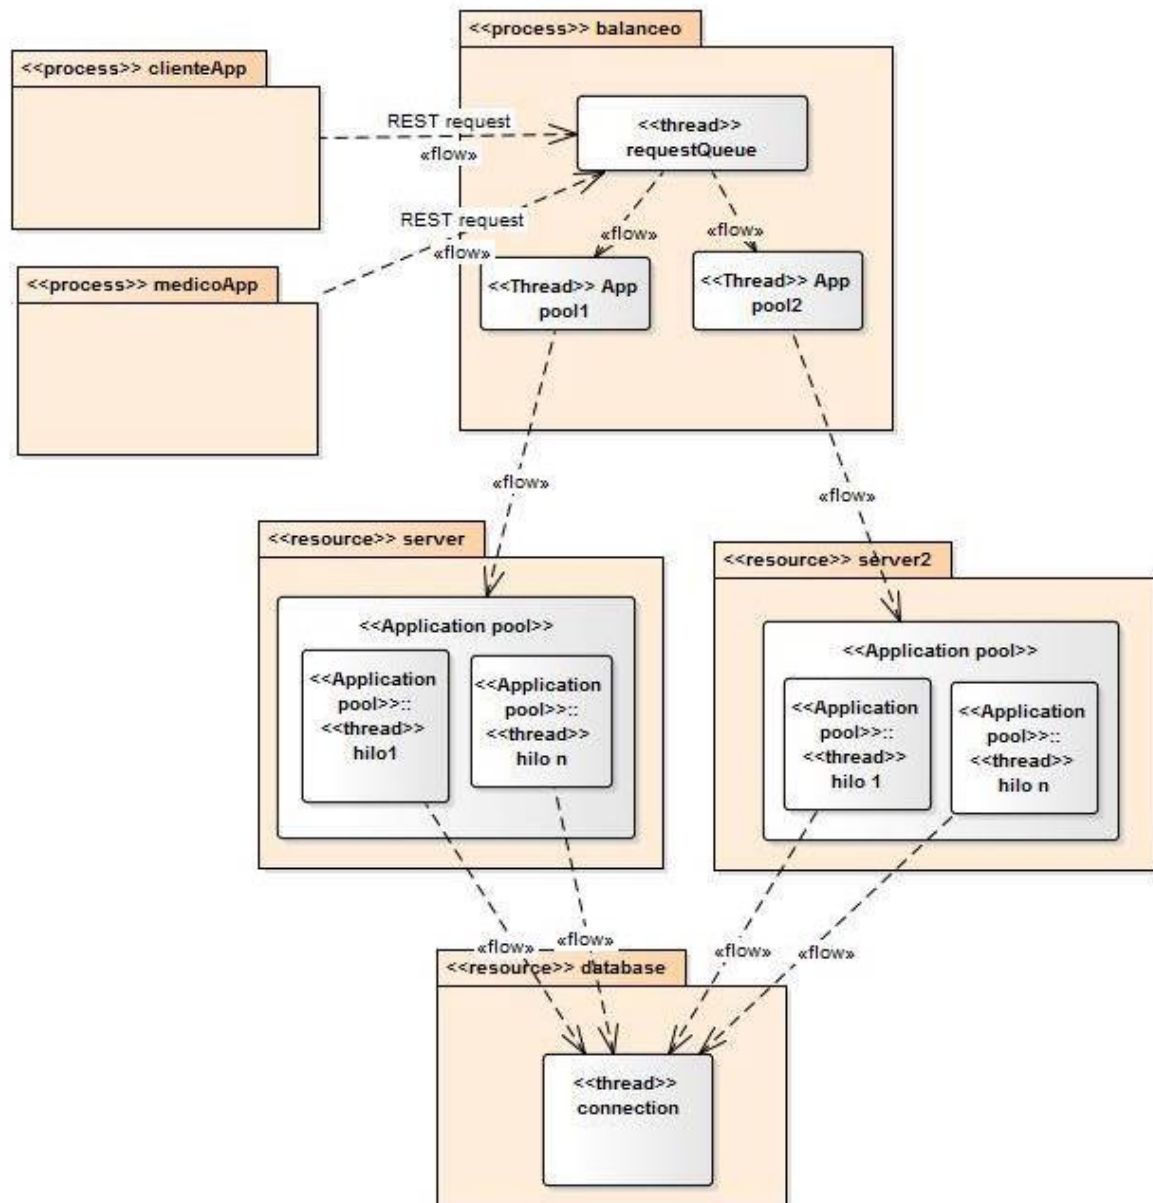 <<process>> balanceo
<<process>> clienteApp
REST request
«flow»
<<thread>>
requestQueue
REST request
«flow»
«flow»
«flow»
<<process>> medicoApp
<<Thread>> App
pool1
<<Thread>> App
pool2
«flow»
«flow»
<<resource>> server
<<resource>> server2
<<Application pool>>
<<Application
pool>>::
<<thread>>
hilo1
<<Application
pool>>::
<<thread>>
hilo n
<<Application pool>>
<<Application
pool>>::
<<thread>>
hilo 1
<<Application
pool>>::
<<thread>>
hilo n
«flow»
«flow»
«flow»
«flow»
<<resource>> database
<<thread>>
connection